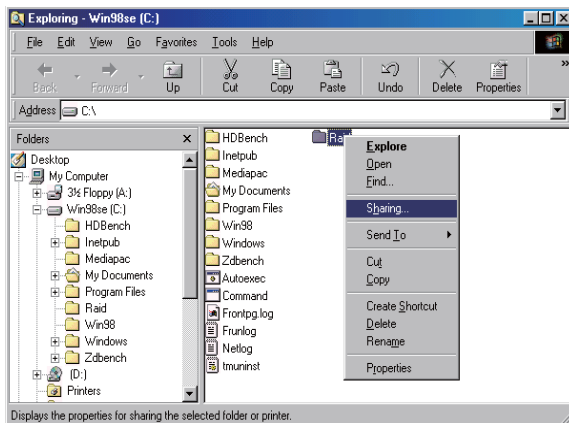 Exploring - Win98se (C:)
File Edit View Go Favorites Tools Help
Back Forward Up Cut Copy Paste Undo Delete Properties »
Address C:\
Folders ×
Desktop
My Computer
3½ Floppy (A:)
Win98se (C:)
HDBench
Inetpub
Mediapac
My Documents
Program Files
Raid
Win98
Windows
Zdbench
(D:)
Printers
HDBench
Inetpub
Mediapac
My Documents
Program Files
Win98
Windows
Zdbench
Autoexec
Command
Frontpg.log
Frunlog
Netlog
tmuninst
Ra
Explore
Open
Find...
Sharing...
Send To
Cut
Copy
Create Shortcut
Delete
Rename
Properties
Displays the properties for sharing the selected folder or printer.